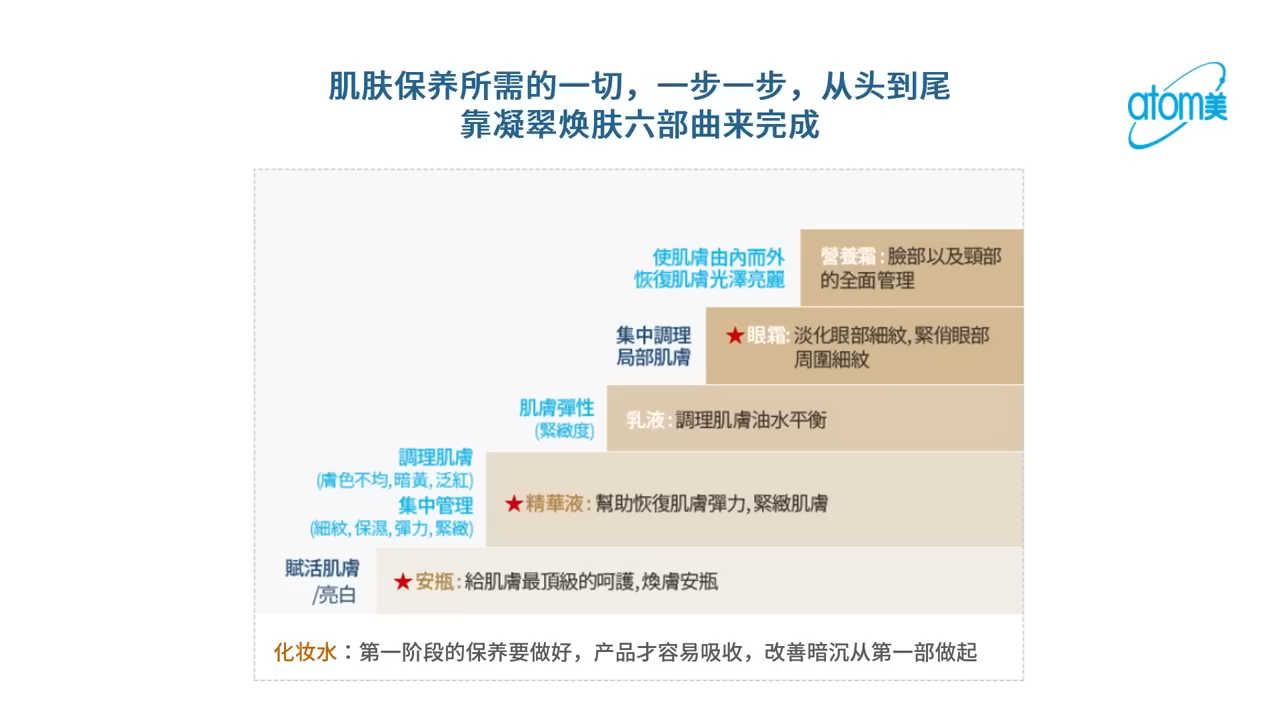 肌肤保养所需的一切，一步一步，从头到尾
靠凝翠焕肤六部曲来完成
atom美
使肌膚由內而外
恢復肌膚光澤亮麗
營養霜：臉部以及頸部
的全面管理
集中調理
局部肌膚
★眼霜：淡化眼部細紋，緊俏眼部
周圍細紋
肌膚彈性
(緊緻度)
乳液：調理肌膚油水平衡
調理肌膚
(膚色不均，暗黃，泛紅)
集中管理
(細紋，保濕，彈力，緊緻)
★精華液：幫助恢復肌膚彈力，緊緻肌膚
賦活肌膚
/亮白
★安瓶：給肌膚最頂級的呵護，煥膚安瓶
化妆水：第一阶段的保养要做好，产品才容易吸收，改善暗沉从第一部做起